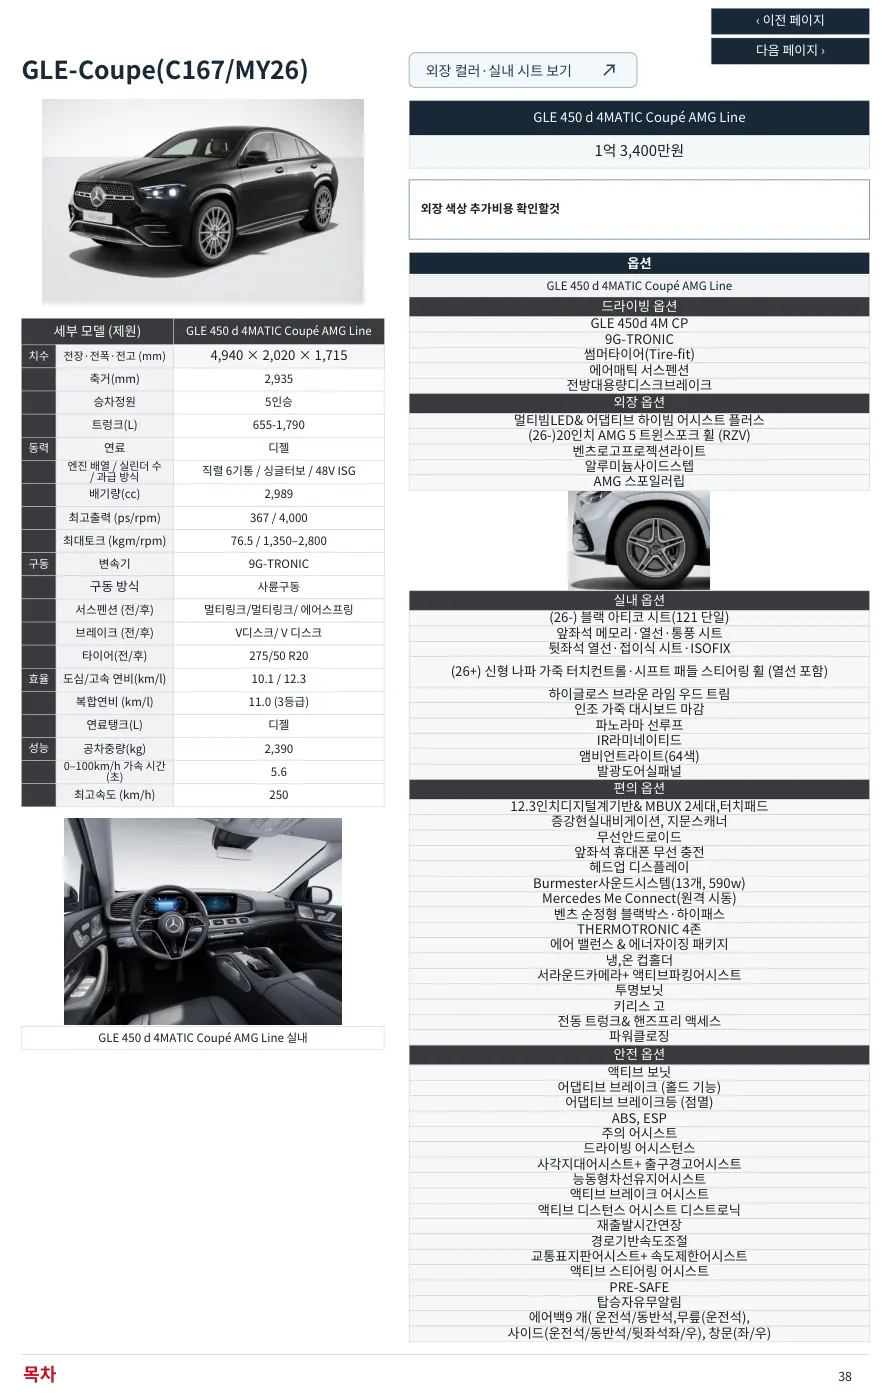 ‹ 이전 페이지
다음 페이지 ›
GLE-Coupe(C167/MY26)
외장 컬러·실내 시트 보기
GLE 450 d 4MATIC Coupé AMG Line
1억 3,400만원
외장 색상 추가비용 확인할것
세부 모델 (제원) GLE 450 d 4MATIC Coupé AMG Line
치수 전장·전폭·전고 (mm) 4,940 × 2,020 × 1,715
축거(mm) 2,935
승차정원 5인승
트렁크(L) 655-1,790
동력 연료 디젤
엔진 배열 / 실린더 수
/ 과급 방식 직렬 6기통 / 싱글터보 / 48V ISG
배기량(cc) 2,989
최고출력 (ps/rpm) 367 / 4,000
최대토크 (kgm/rpm) 76.5 / 1,350–2,800
구동 변속기 9G-TRONIC
구동 방식 사륜구동
서스펜션 (전/후) 멀티링크/멀티링크/ 에어스프링
브레이크 (전/후) V디스크/ V 디스크
타이어(전/후) 275/50 R20
효율 도심/고속 연비(km/l) 10.1 / 12.3
복합연비 (km/l) 11.0 (3등급)
연료탱크(L) 디젤
성능 공차중량(kg) 2,390
0–100km/h 가속 시간
(초) 5.6
최고속도 (km/h) 250
GLE 450 d 4MATIC Coupé AMG Line 실내
옵션
GLE 450 d 4MATIC Coupé AMG Line
드라이빙 옵션
GLE 450d 4M CP
9G-TRONIC
썸머타이어(Tire-fit)
에어매틱 서스펜션
전방대용량디스크브레이크
외장 옵션
멀티빔LED& 어댑티브 하이빔 어시스트 플러스
(26-)20인치 AMG 5 트윈스포크 휠 (RZV)
벤츠로고프로젝션라이트
알루미늄사이드스텝
AMG 스포일러립
실내 옵션
(26-) 블랙 아티코 시트(121 단일)
앞좌석 메모리·열선·통풍 시트
뒷좌석 열선·접이식 시트·ISOFIX
(26+) 신형 나파 가죽 터치컨트롤·시프트 패들 스티어링 휠 (열선 포함)
하이글로스 브라운 라임 우드 트림
인조 가죽 대시보드 마감
파노라마 선루프
IR라미네이티드
앰비언트라이트(64색)
발광도어실패널
편의 옵션
12.3인치디지털계기반& MBUX 2세대,터치패드
증강현실내비게이션, 지문스캐너
무선안드로이드
앞좌석 휴대폰 무선 충전
헤드업 디스플레이
Burmester사운드시스템(13개, 590w)
Mercedes Me Connect(원격 시동)
벤츠 순정형 블랙박스·하이패스
THERMOTRONIC 4존
에어 밸런스 & 에너자이징 패키지
냉,온 컵홀더
서라운드카메라+ 액티브파킹어시스트
투명보닛
키리스 고
전동 트렁크& 핸즈프리 액세스
파워클로징
안전 옵션
액티브 보닛
어댑티브 브레이크 (홀드 기능)
어댑티브 브레이크등 (점멸)
ABS, ESP
주의 어시스트
드라이빙 어시스턴스
사각지대어시스트+ 출구경고어시스트
능동형차선유지어시스트
액티브 브레이크 어시스트
액티브 디스턴스 어시스트 디스트로닉
재출발시간연장
경로기반속도조절
교통표지판어시스트+ 속도제한어시스트
액티브 스티어링 어시스트
PRE-SAFE
탑승자유무알림
에어백9 개( 운전석/동반석,무릎(운전석),
사이드(운전석/동반석/뒷좌석좌/우), 창문(좌/우)
목차
38